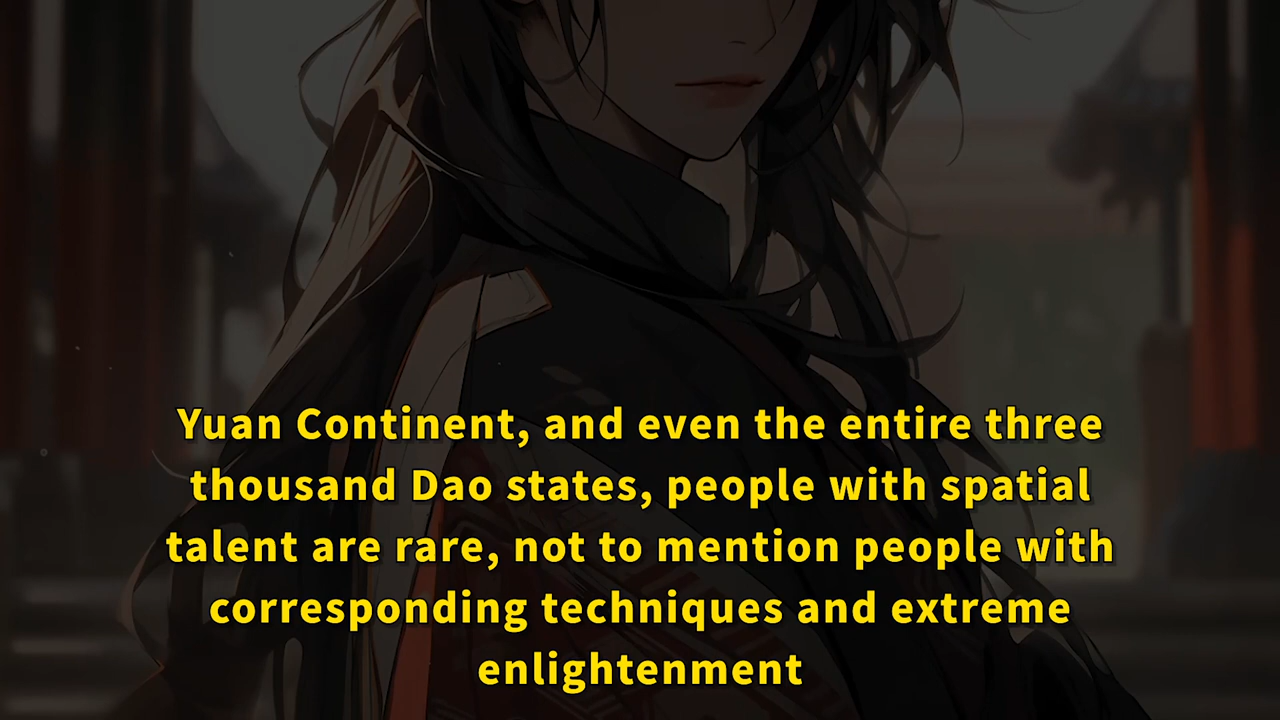 Yuan Continent, and even the entire three
thousand Dao states, people with spatial
talent are rare, not to mention people with
corresponding techniques and extreme
enlightenment